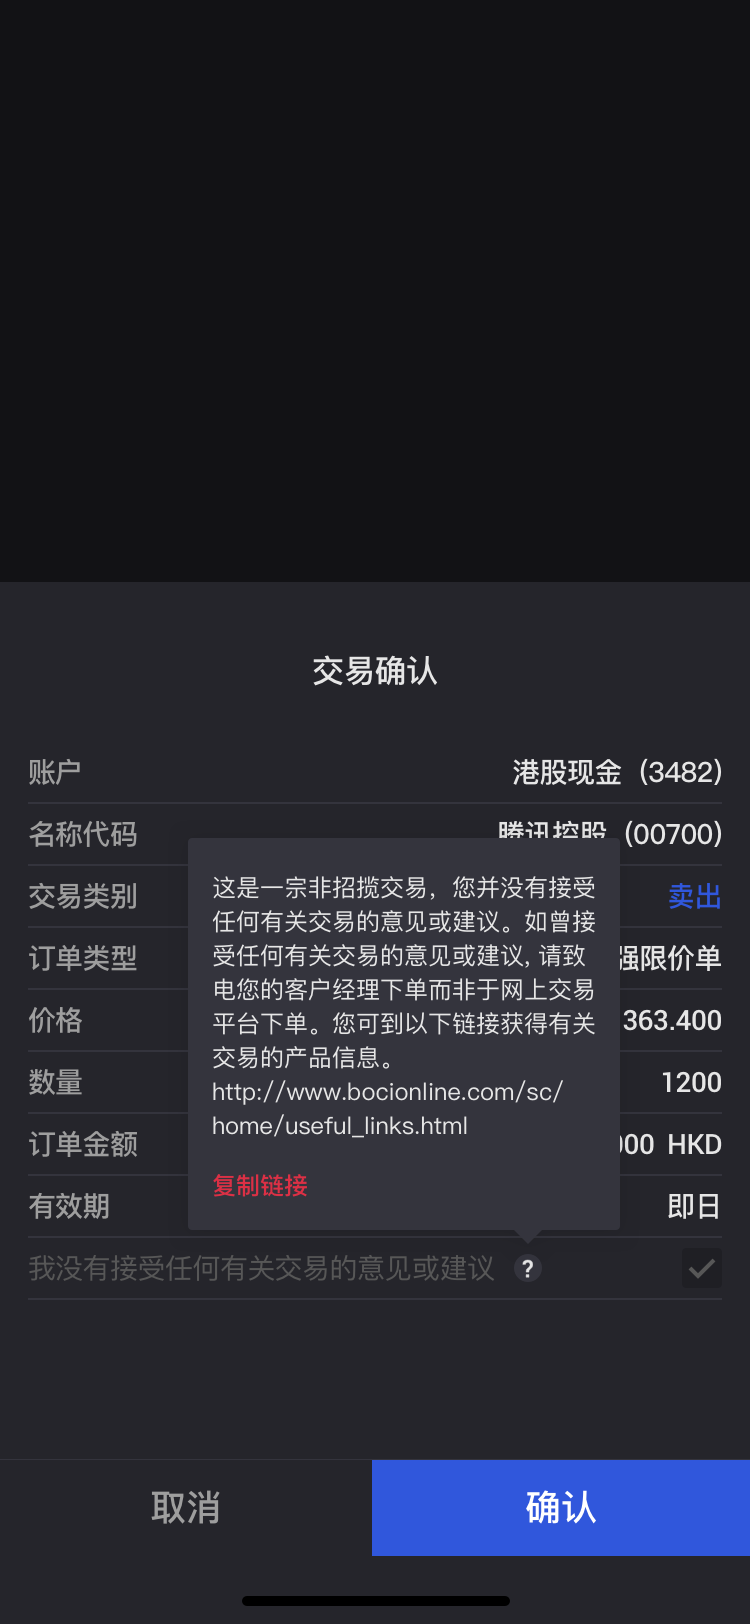 交易确认
账户
港股现金 (3482)
名称代码
腾讯控股 (00700)
交易类别
卖出
订单类型
强限价单
价格
363.400
数量
1200
订单金额
000 HKD
有效期
即日
这是一宗非招揽交易，您并没有接受
任何有关交易的意见或建议。如曾接
受任何有关交易的意见或建议, 请致
电您的客户经理下单而非于网上交易
平台下单。您可到以下链接获得有关
交易的产品信息。
http://www.bocionline.com/sc/
home/useful_links.html
复制链接
我没有接受任何有关交易的意见或建议 ?
取消
确认